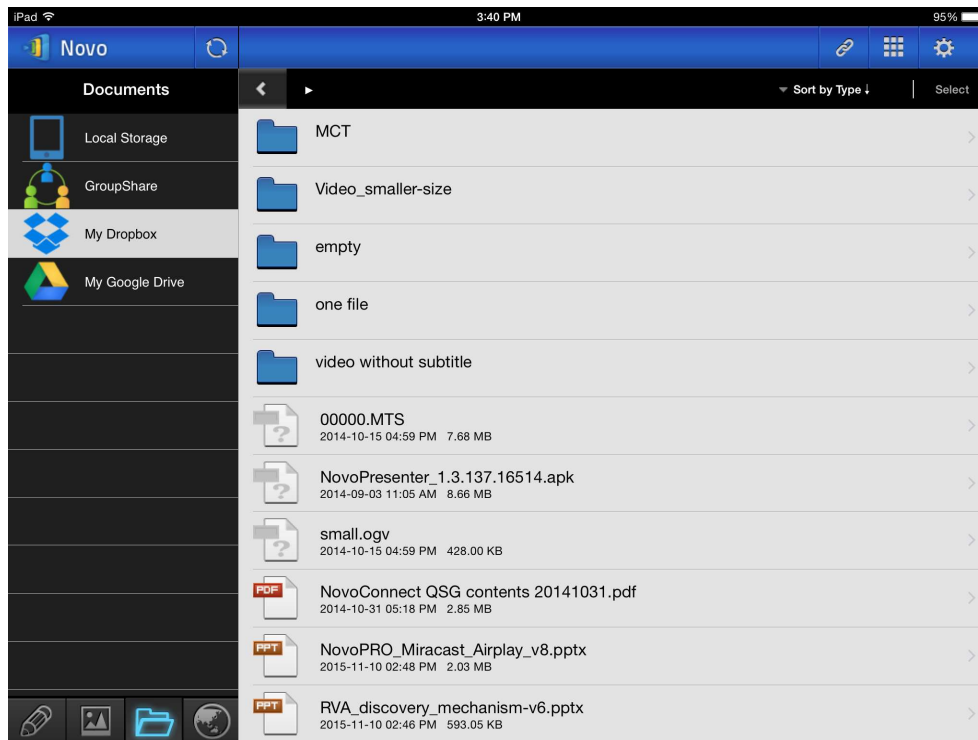 iPad 3:40 PM 95%
Novo
Documents
Sort by Type ↓ Select
Local Storage
GroupShare
My Dropbox
My Google Drive
MCT
Video_smaller-size
empty
one file
video without subtitle
00000.MTS
2014-10-15 04:59 PM 7.68 MB
NovoPresenter_1.3.137.16514.apk
2014-09-03 11:05 AM 8.66 MB
small.ogv
2014-10-15 04:59 PM 428.00 KB
PDF
NovoConnect QSG contents 20141031.pdf
2014-10-31 05:18 PM 2.85 MB
PPT
NovoPRO_Miracast_Airplay_v8.pptx
2015-11-10 02:48 PM 2.03 MB
PPT
RVA_discovery_mechanism-v6.pptx
2015-11-10 02:46 PM 593.05 KB